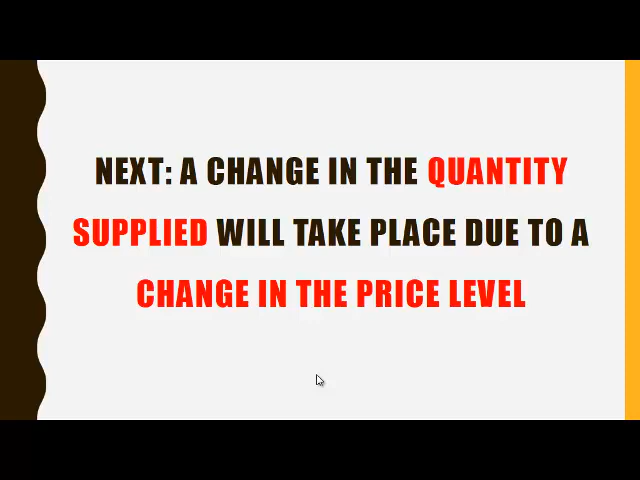 NEXT: A CHANGE IN THE QUANTITY
SUPPLIED WILL TAKE PLACE DUE TO A
CHANGE IN THE PRICE LEVEL